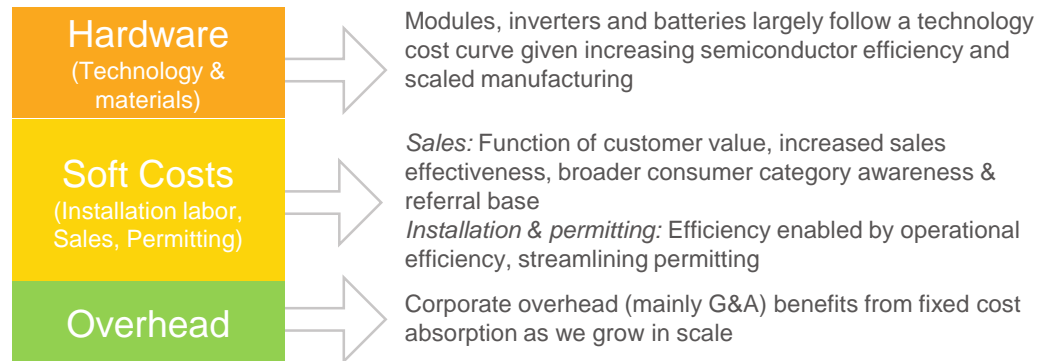 Hardware
(Technology &
materials)
Modules, inverters and batteries largely follow a technology
cost curve given increasing semiconductor efficiency and
scaled manufacturing
Soft Costs
(Installation labor,
Sales, Permitting)
Sales: Function of customer value, increased sales
effectiveness, broader consumer category awareness &
referral base
Installation & permitting: Efficiency enabled by operational
efficiency, streamlining permitting
Overhead
Corporate overhead (mainly G&A) benefits from fixed cost
absorption as we grow in scale